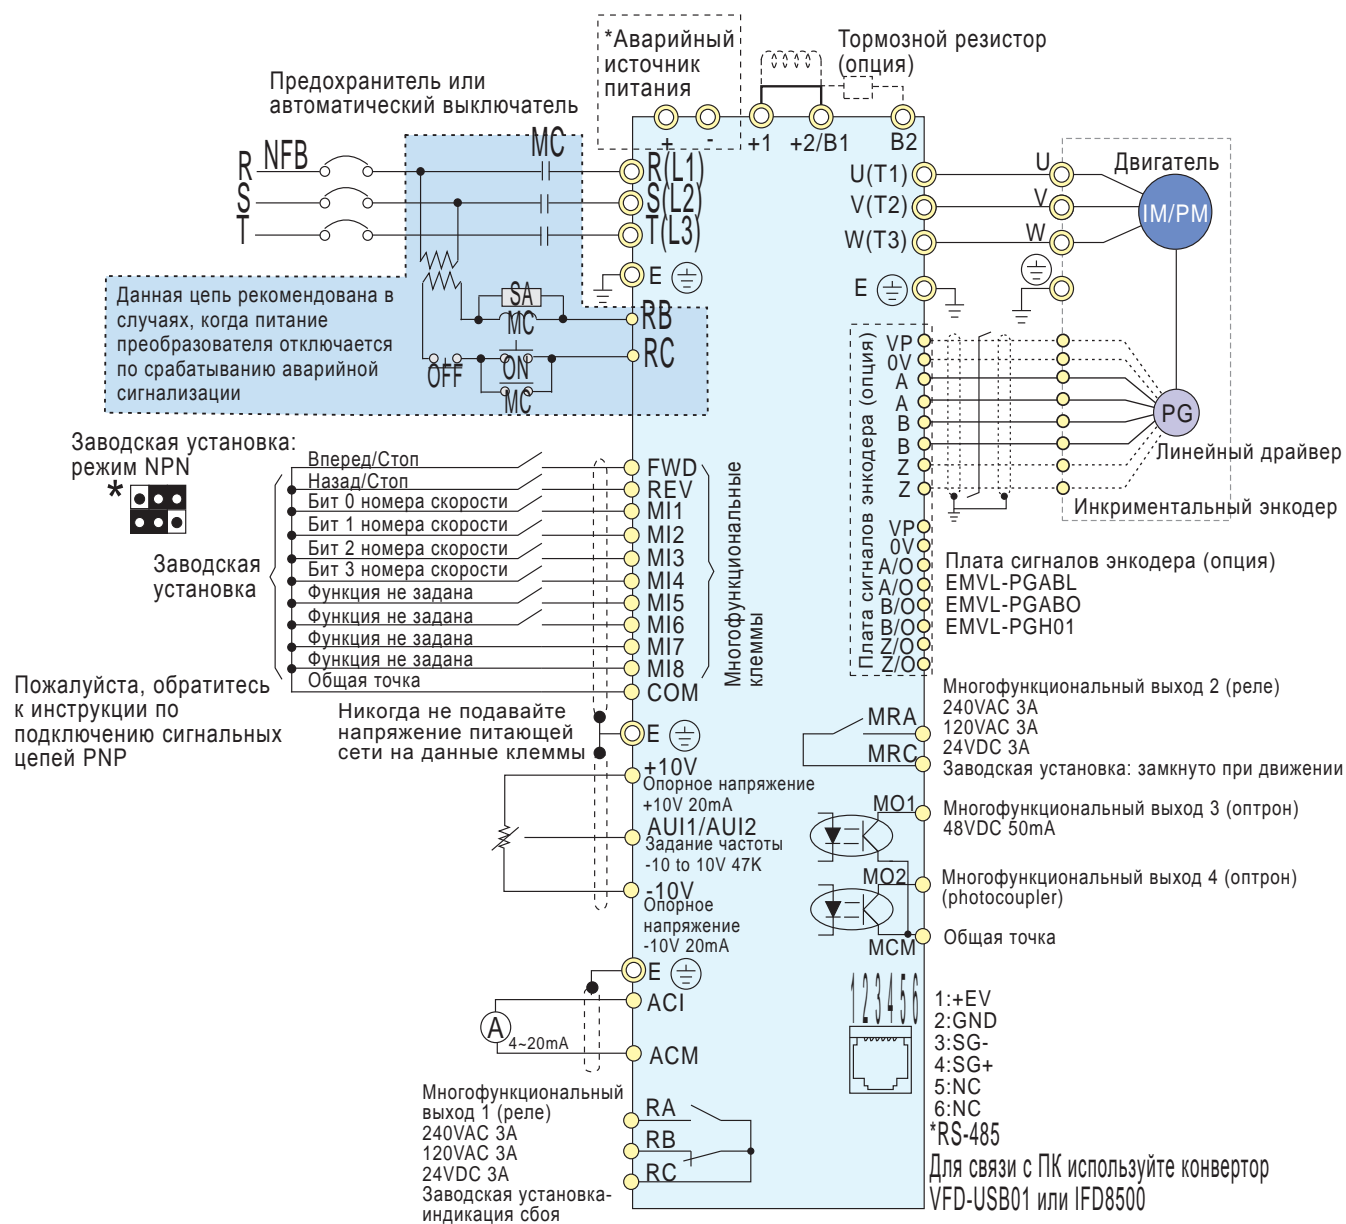 *Аварийный
источник
питания
Тормозной резистор
(опция)
Предохранитель или
автоматический выключатель
+
-
+1
+2/B1
B2
R
NFB
MC
R(L1)
S
S(L2)
T
T(L3)
E
U(T1)
U
V(T2)
V
W(T3)
W
E
Двигатель
IM/PM
Данная цепь рекомендована в
случаях, когда питание
преобразователя отключается
по срабатыванию аварийной
сигнализации
SA
MC
RB
OFF
ON
MC
RC
Плата сигналов энкодера (опция)
VP
0V
A
A
B
B
Z
Z
PG
Линейный драйвер
Инкриментальный энкодер
VP
0V
A/O
A/O
B/O
B/O
Z/O
Z/O
Плата сигналов энкодера (опция)
EMVL-PGABL
EMVL-PGABO
EMVL-PGH01
Заводская установка:
режим NPN
*
Заводская
установка
Вперед/Стоп
Назад/Стоп
Бит 0 номера скорости
Бит 1 номера скорости
Бит 2 номера скорости
Бит 3 номера скорости
Функция не задана
Функция не задана
Функция не задана
Функция не задана
Общая точка
FWD
REV
MI1
MI2
MI3
MI4
MI5
MI6
MI7
MI8
COM
Многофункциональные
клеммы
Пожалуйста, обратитесь
к инструкции по
подключению сигнальных
цепей PNP
Никогда не подавайте
напряжение питающей
сети на данные клеммы
E
+10V
Опорное напряжение
+10V 20mA
AUI1/AUI2
Задание частоты
-10 to 10V 47K
-10V
Опорное
напряжение
-10V 20mA
E
ACI
A
4~20mA
ACM
MRA
MRC
Многофункциональный выход 2 (реле)
240VAC 3A
120VAC 3A
24VDC 3A
Заводская установка: замкнуто при движении
MO1
Многофункциональный выход 3 (оптрон)
48VDC 50mA
MO2
Многофункциональный выход 4 (оптрон)
(photocoupler)
MCM
Общая точка
1 2 3 4 5 6
1:+EV
2:GND
3:SG-
4:SG+
5:NC
6:NC
*RS-485
Для связи с ПК используйте конвертор
VFD-USB01 или IFD8500
Многофункциональный
выход 1 (реле)
240VAC 3A
120VAC 3A
24VDC 3A
Заводская установка-
индикация сбоя
RA
RB
RC